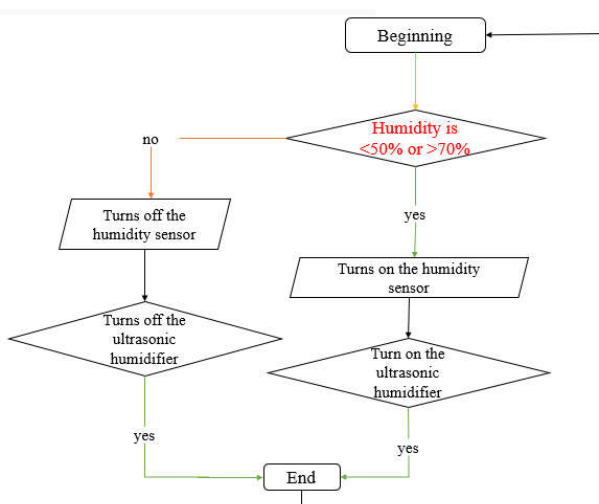 Beginning
Humidity is
<50% or >70%
no
yes
Turns off the
humidity sensor
Turns on the humidity
sensor
Turns off the
ultrasonic
humidifier
Turn on the
ultrasonic
humidifier
yes
yes
End